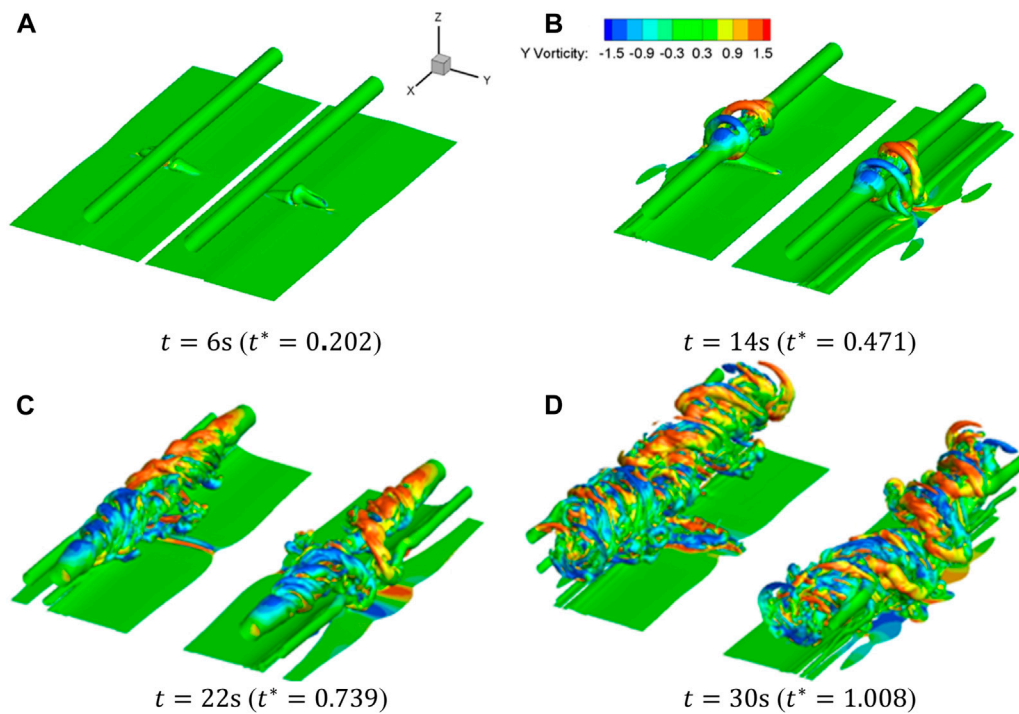 A
Z
X
Y
B
Y Vorticity: -1.5 -0.9 -0.3 0.3 0.9 1.5
t = 6s (t* = 0.202)
t = 14s (t* = 0.471)
C
D
t = 22s (t* = 0.739)
t = 30s (t* = 1.008)